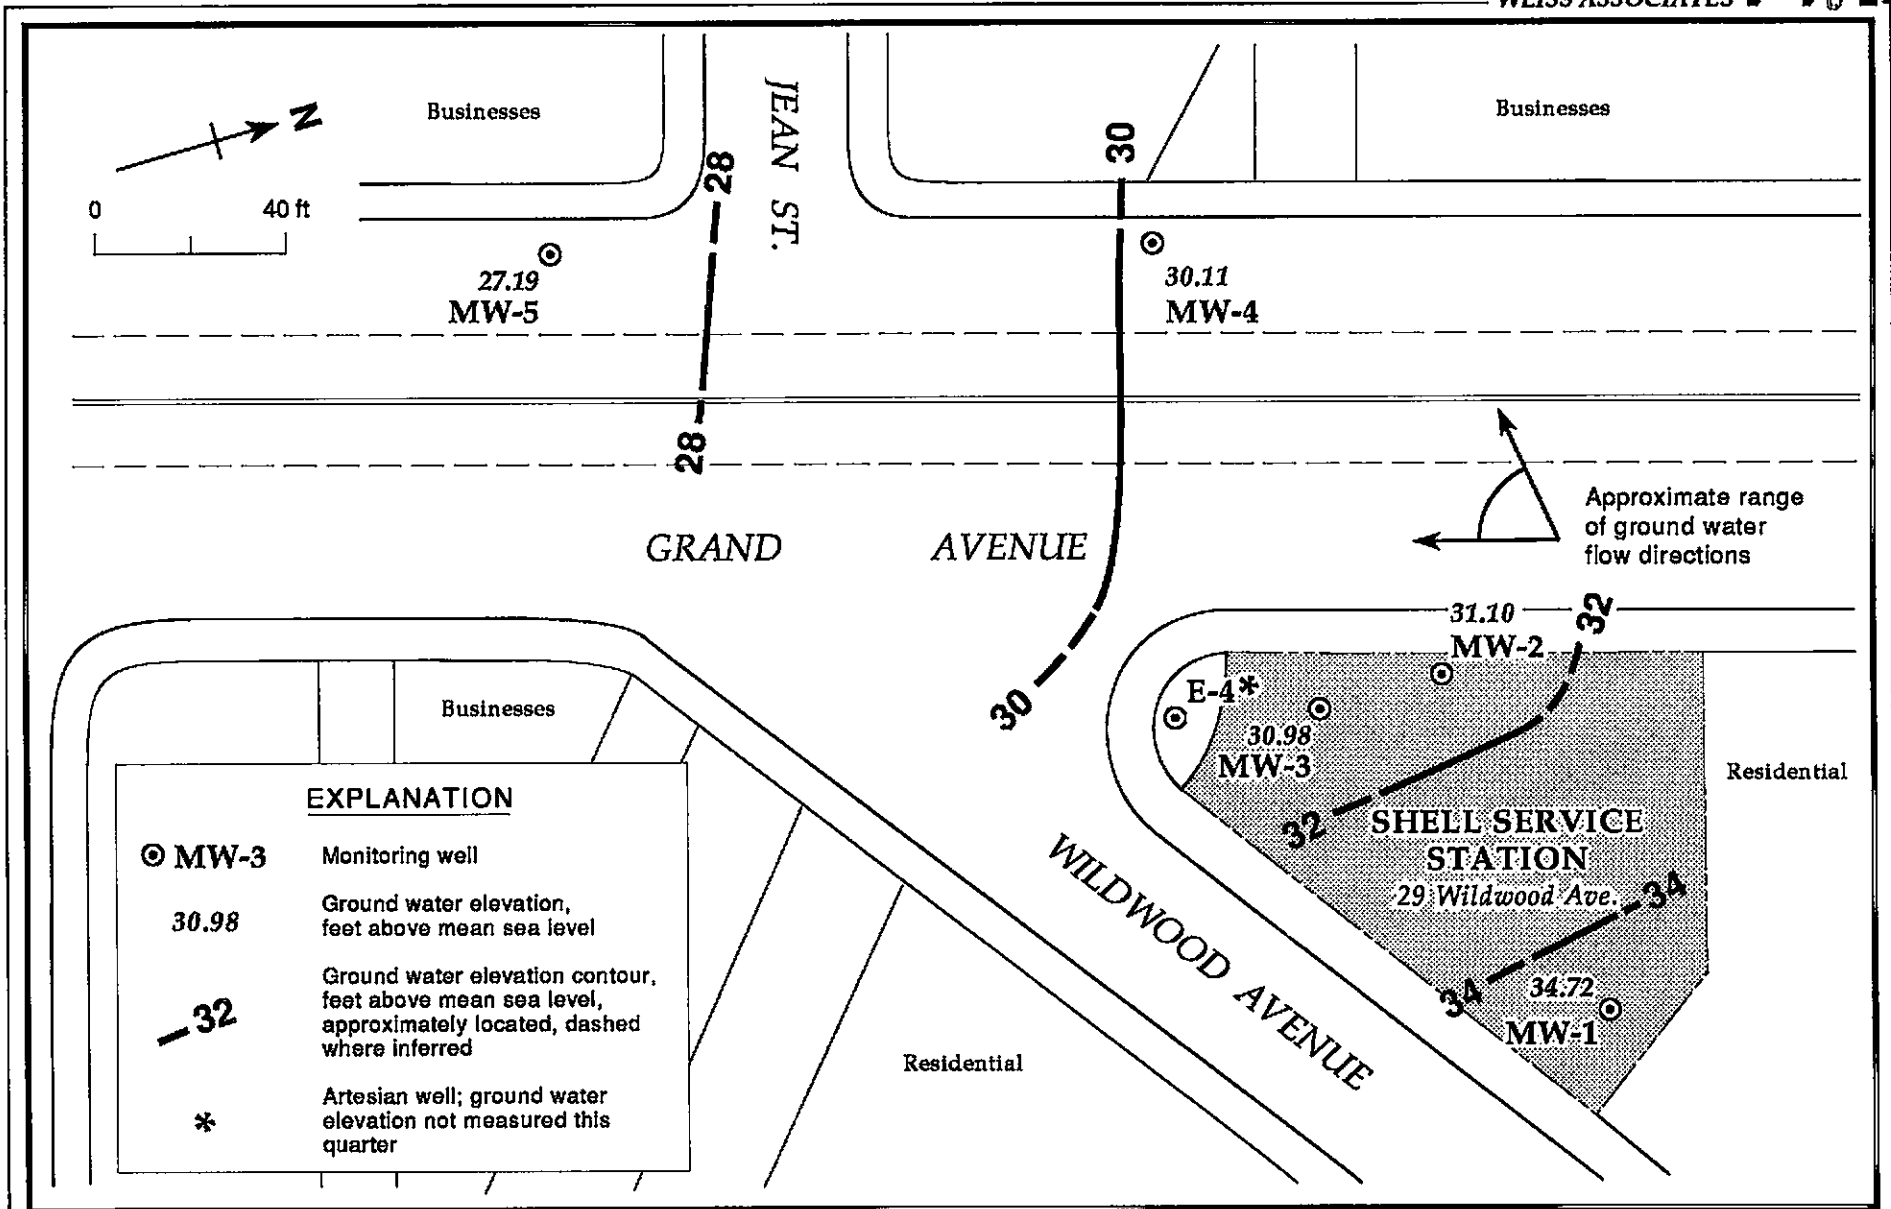 WEISS ASSOCIATES
Businesses
JEAN ST.
30
Businesses
N
28
0 40 ft
27.19
MW-5
30.11
MW-4
28
GRAND AVENUE
Approximate range
of ground water
flow directions
31.10
MW-2
32
E-4*
30.98
MW-3
30
Businesses
Residential
32
SHELL SERVICE
STATION
29 Wildwood Ave.
34
34
34.72
MW-1
WILDWOOD AVENUE
Residential
EXPLANATION
MW-3 Monitoring well
30.98 Ground water elevation,
feet above mean sea level
32 Ground water elevation contour,
feet above mean sea level,
approximately located, dashed
where inferred
* Artesian well; ground water
elevation not measured this
quarter